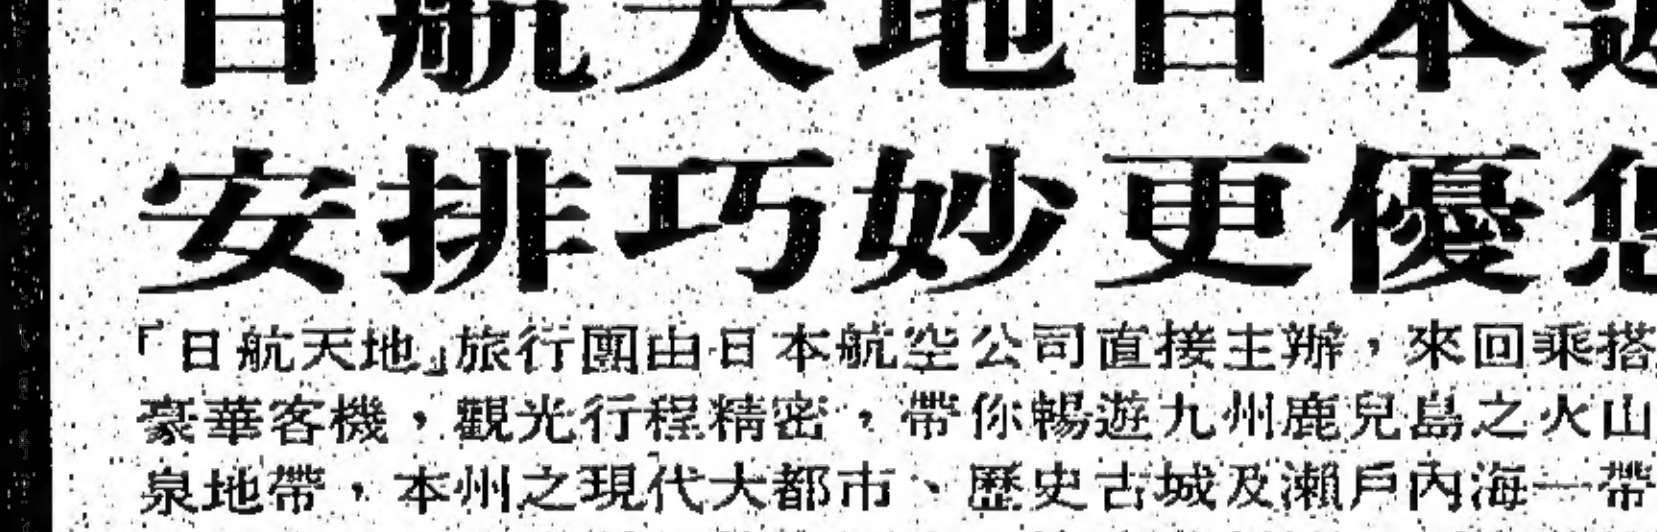 日航天地日本遊
安排巧妙更優
「日航天地」旅行團由日本航空公司直接主辦，來回乘搭
豪華客機，觀光行程精密，帶你暢遊九州鹿兒島之火山
泉地帶，本州之現代大都市、歷史古城及瀨戶內海一帶